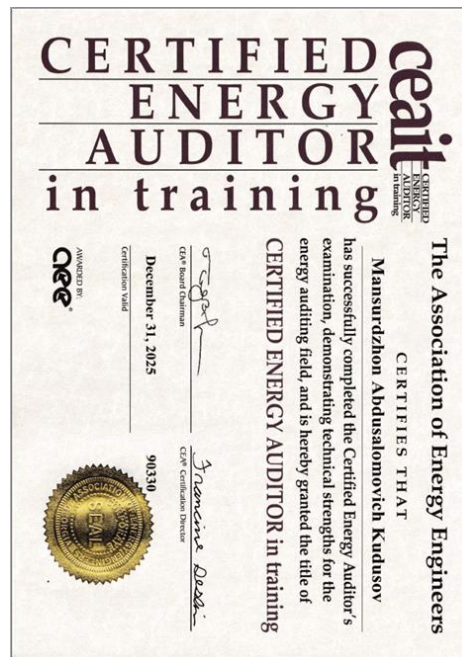 CERTIFIED
ENERGY
AUDITOR
in training
ceait
CERTIFIED
ENERGY
AUDITOR
in training
The Association of Energy Engineers
CERTIFIES THAT
Mansurdzhon Abdusalomovich Kudusov
has successfully completed the Certified Energy Auditor's
examination, demonstrating technical strengths for the
energy auditing field, and is hereby granted the title of
CERTIFIED ENERGY AUDITOR in training
CEA® Board Chairman
CEA® Certification Director
December 31, 2025
90330
Certification Valid
AWARDED BY:
aee®
SEAL